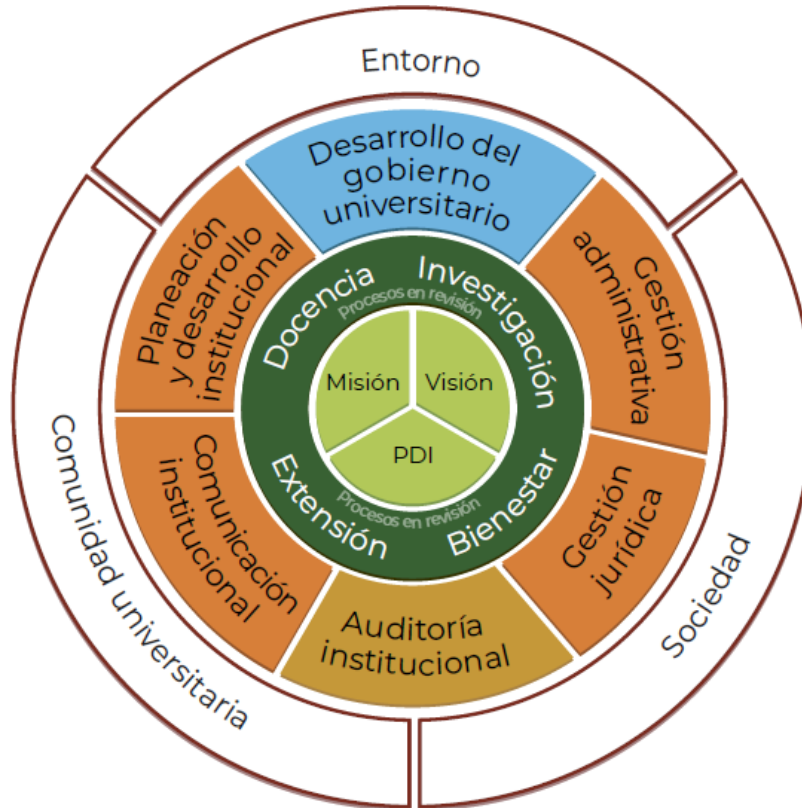 Entorno
Desarrollo del
gobierno
universitario
Planeación
y desarrollo
institucional
Gestión
administrativa
Docencia
Investigación
Procesos en revisión
Misión
Visión
PDI
Procesos en revisión
Extensión
Bienestar
Comunicación
institucional
Gestión
jurídica
Auditoría
institucional
Comunidad universitaria
Sociedad